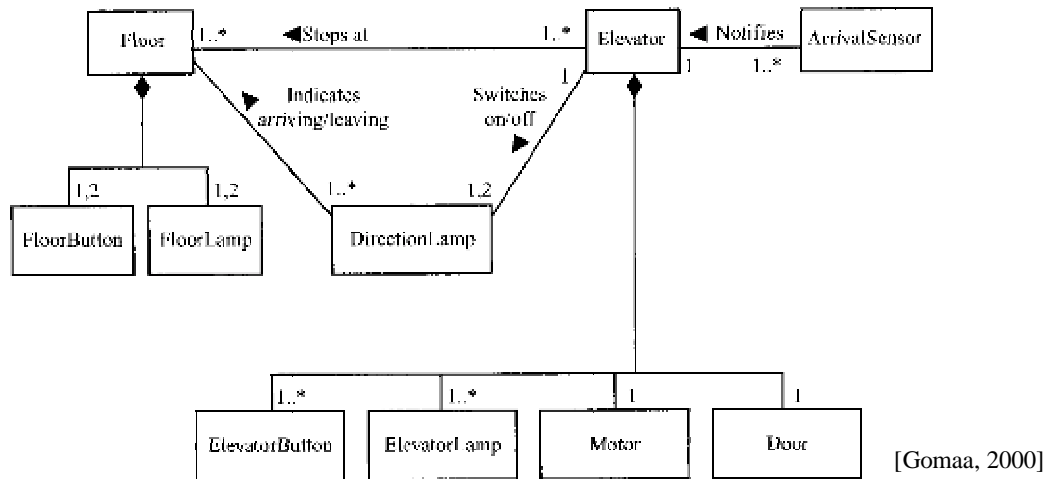 Floor
1..*
◀Stops at
1..*
Elevator
◀ Notifies
ArrivalSensor
1
1
1..*
Indicates
arriving/leaving
Switches
on/off
1,2
1,2
1..*
1,2
FloorButton
FloorLamp
DirectionLamp
1..*
1..*
1
1
ElevatorButton
ElevatorLamp
Motor
Door
[Gomaa, 2000]